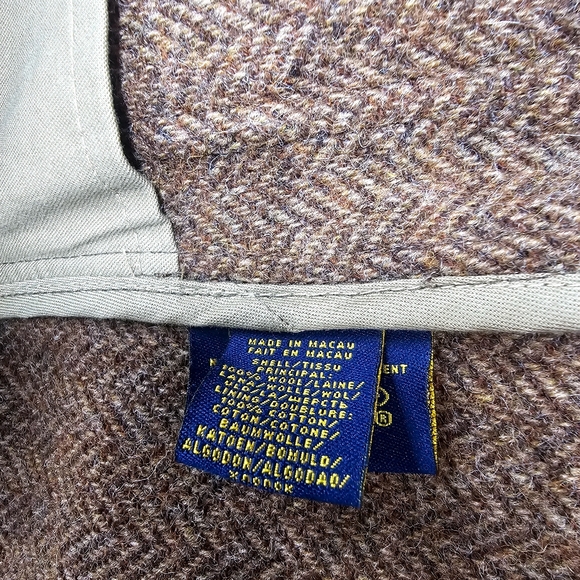 MADE IN MACAU
FAIT EN MACAU
SHELL/TISSU
PRINCIPAL:
100% WOOL/LAINE/
LANA/WOLLE/WOL/
LINING/DOUBLURE:
100% COTTON/
COTON/COTONE/
BAUMWOLLE/
KATOEN/BOMULD/
ALGODON/ALGODAO/
ENT
®